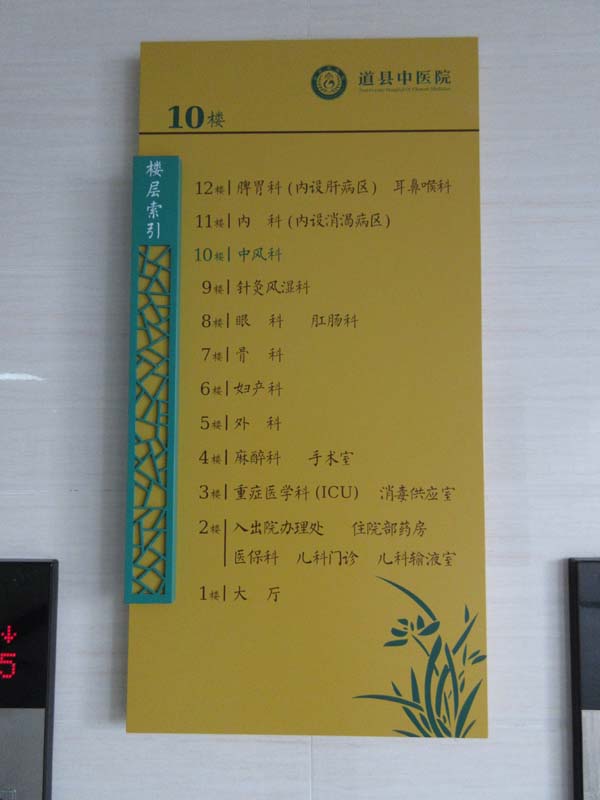 道县中医院
10楼
楼层索引
12楼 脾胃科(内设肝病区) 耳鼻喉科
11楼 内 科(内设消渴病区)
10楼 中风科
9楼 针灸风湿科
8楼 眼 科 肛肠科
7楼 骨 科
6楼 妇产科
5楼 外 科
4楼 麻醉科 手术室
3楼 重症医学科(ICU) 消毒供应室
2楼 入出院办理处 住院部药房
医保科 儿科门诊 儿科输液室
1楼 大 厅
5